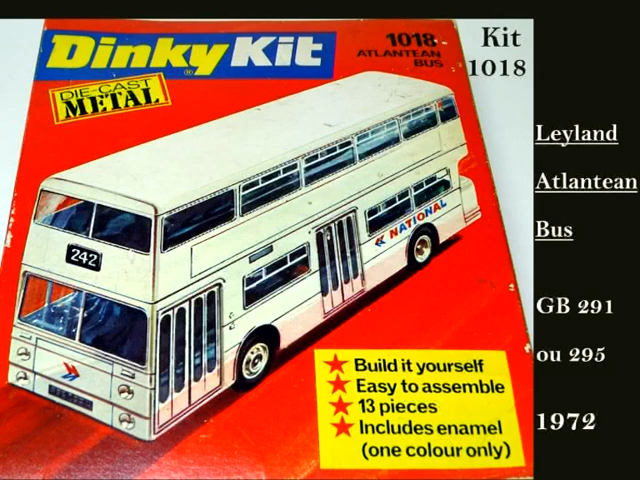 Dinky Kit
®
1018
ATLANTEAN
BUS
DIE-CAST
METAL
242
NATIONAL
★ Build it yourself
★ Easy to assemble
★ 13 pieces
★ Includes enamel
(one colour only)
Kit
1018
Leyland
Atlantean
Bus
GB 291
ou 295
1972